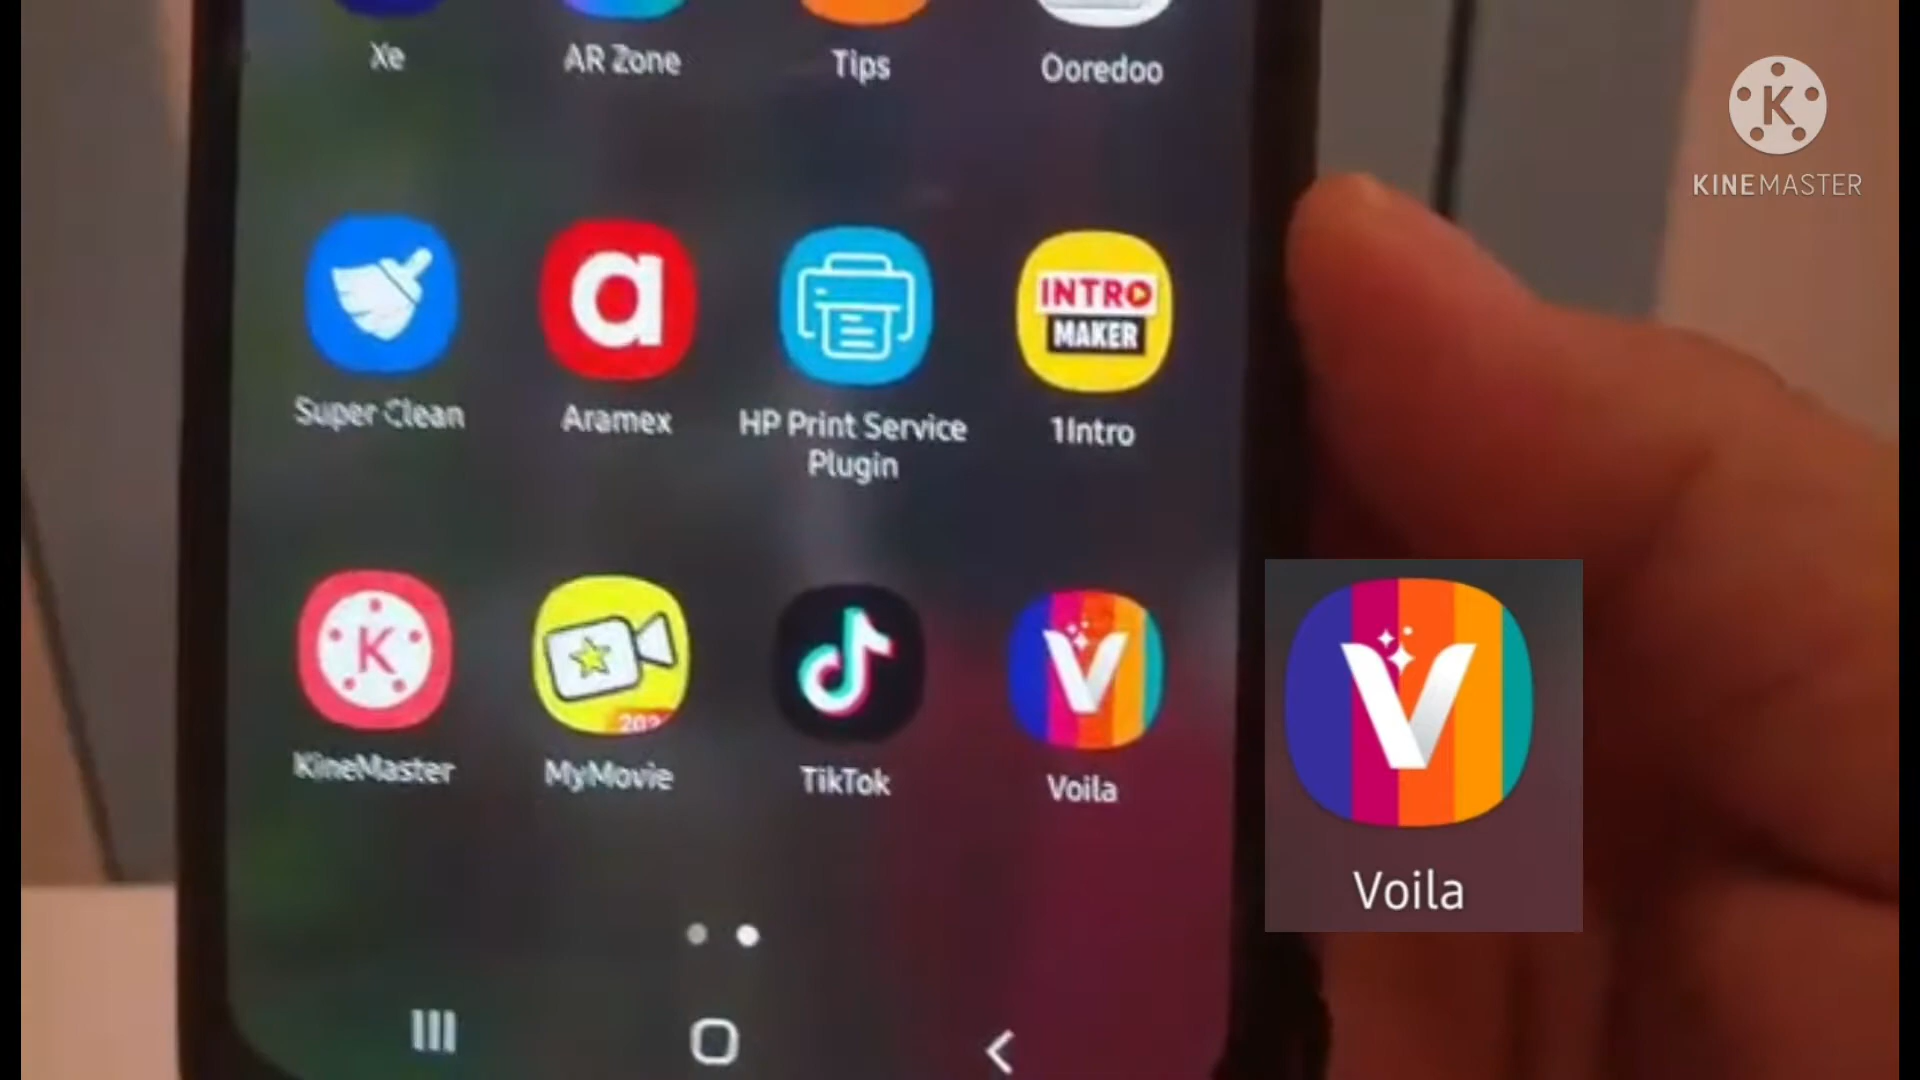 Xe
AR Zone
Tips
Ooredoo
K
KINEMASTER
a
INTRO
MAKER
Super Clean
Aramex
HP Print Service
Plugin
1Intro
K
V
V
KineMaster
MyMovie
TikTok
Voila
Voila